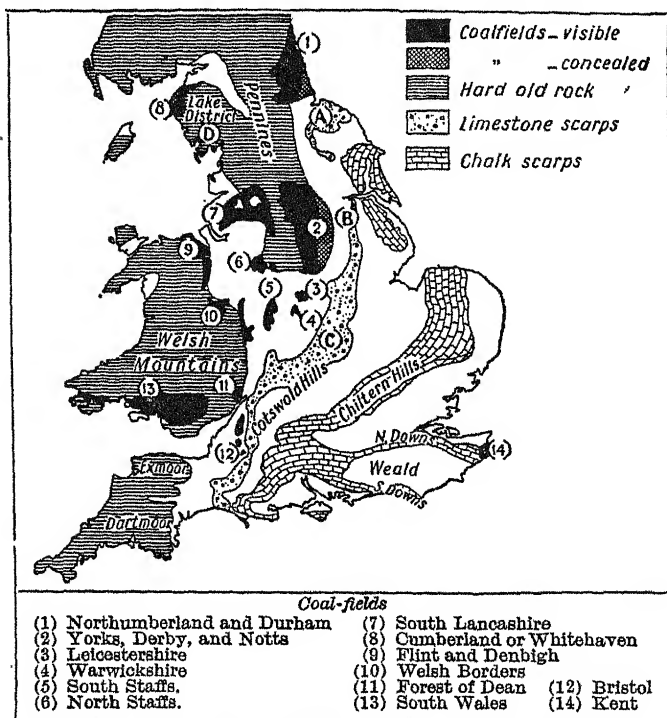 Coalfields – visible
" – concealed
Hard old rock
Limestone scarps
Chalk scarps
(1)
(8)
Lake
District
(D)
Pennines
(A)
(7)
(2)
(B)
(9)
(6)
(5)
(3)
(4)
(10)
(C)
Welsh
Mountains
(13)
(11)
Cotswold Hills
Chiltern Hills
(12)
N. Downs
(14)
Weald
S. Downs
Exmoor
Dartmoor
Coal-fields
(1) Northumberland and Durham
(2) Yorks, Derby, and Notts
(3) Leicestershire
(4) Warwickshire
(5) South Staffs.
(6) North Staffs.
(7) South Lancashire
(8) Cumberland or Whitehaven
(9) Flint and Denbigh
(10) Welsh Borders
(11) Forest of Dean (12) Bristol
(13) South Wales (14) Kent